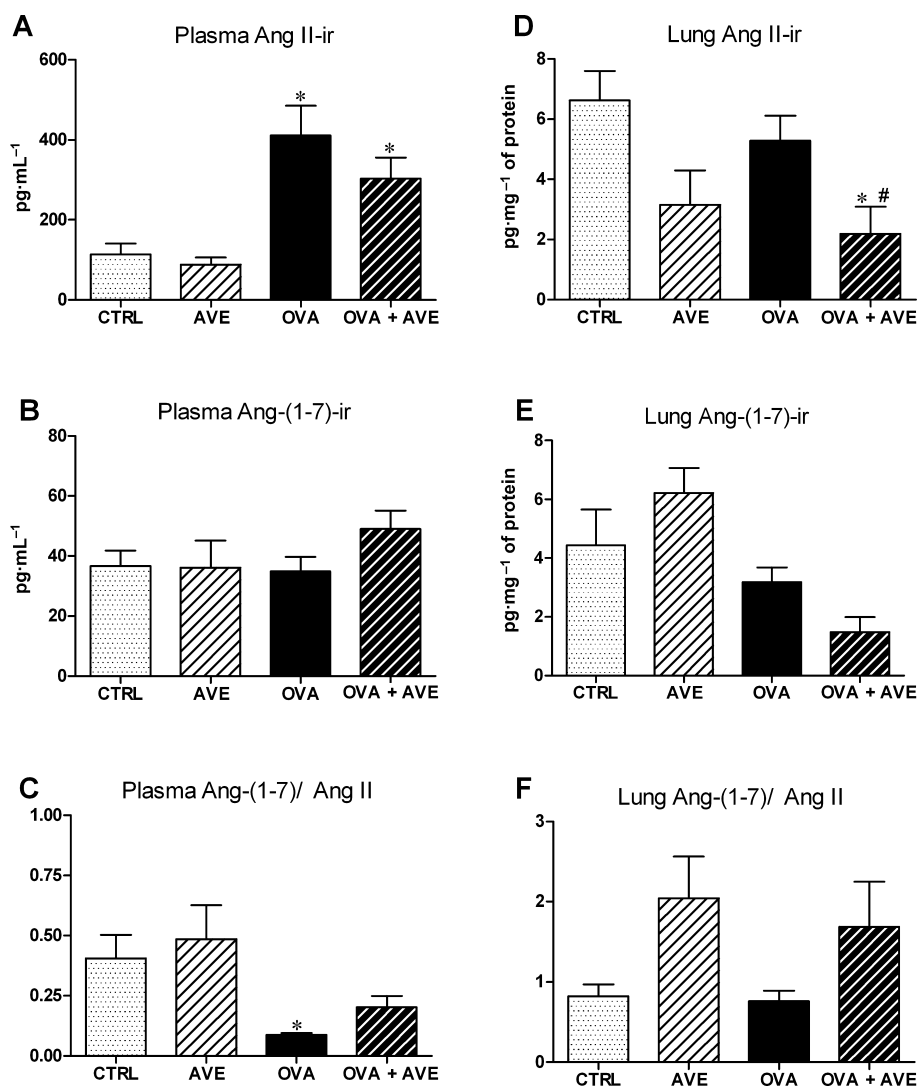 A
Plasma Ang II-ir
600
400
200
0
pg·mL⁻¹
*
*
CTRL AVE OVA OVA + AVE
D
Lung Ang II-ir
8
6
4
2
0
pg·mg⁻¹ of protein
* #
CTRL AVE OVA OVA + AVE
B
Plasma Ang-(1-7)-ir
80
60
40
20
0
pg·mL⁻¹
CTRL AVE OVA OVA + AVE
E
Lung Ang-(1-7)-ir
8
6
4
2
0
pg·mg⁻¹ of protein
CTRL AVE OVA OVA + AVE
C
Plasma Ang-(1-7)/ Ang II
1.00
0.75
0.50
0.25
0.00
*
CTRL AVE OVA OVA + AVE
F
Lung Ang-(1-7)/ Ang II
3
2
1
0
CTRL AVE OVA OVA + AVE